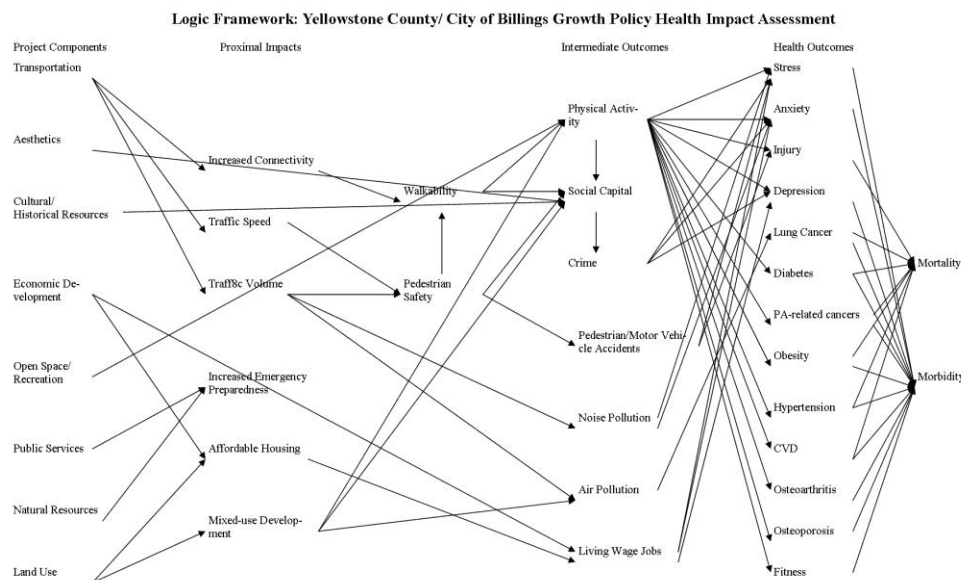 Logic Framework: Yellowstone County/ City of Billings Growth Policy Health Impact Assessment
Project Components
Proximal Impacts
Intermediate Outcomes
Health Outcomes
Transportation
Aesthetics
Cultural/
Historical Resources
Economic De-
velopment
Open Space/
Recreation
Public Services
Natural Resources
Land Use
Increased Connectivity
Traffic Speed
Traff8c Volume
Increased Emergency
Preparedness
Affordable Housing
Mixed-use Develop-
ment
Walkability
Pedestrian
Safety
Physical Activ-
ity
Social Capital
Crime
Pedestrian/Motor Vehi-
cle Accidents
Noise Pollution
Air Pollution
Living Wage Jobs
Stress
Anxiety
Injury
Depression
Lung Cancer
Diabetes
PA-related cancers
Obesity
Hypertension
CVD
Osteoarthritis
Osteoporosis
Fitness
Mortality
Morbidity